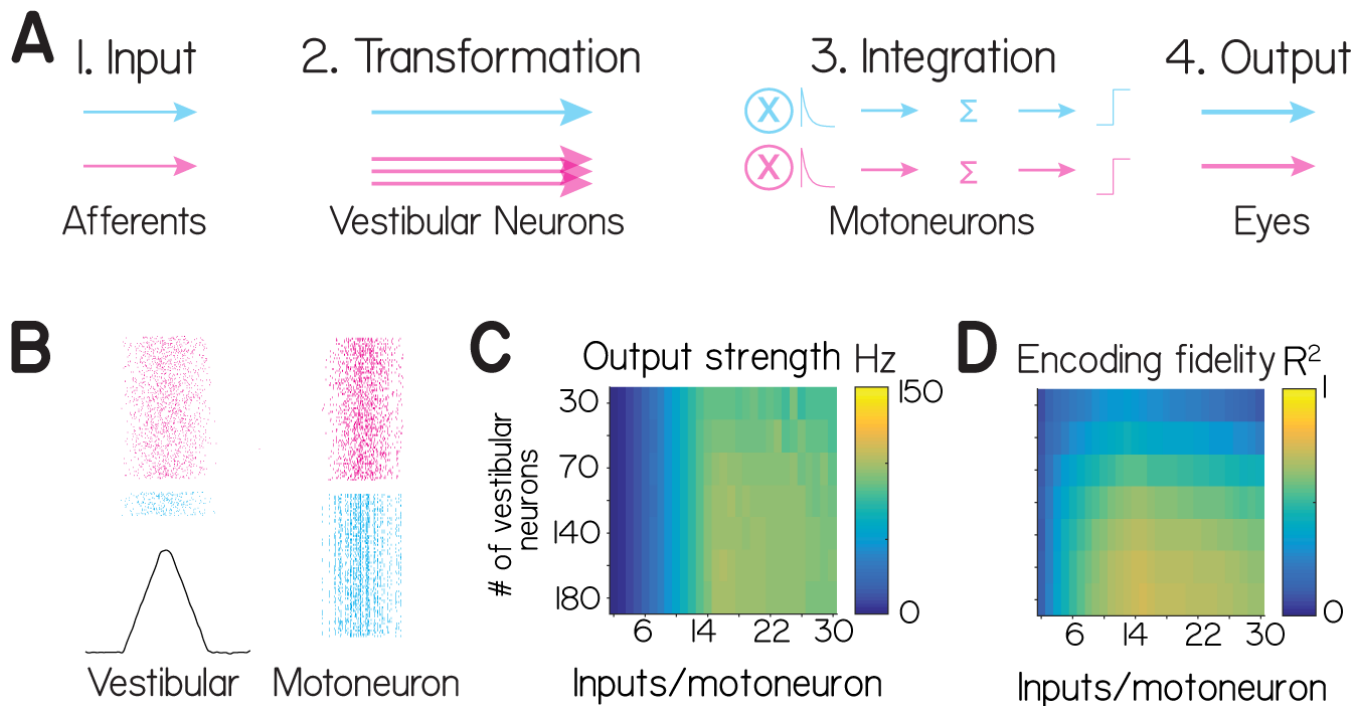 A
1. Input
2. Transformation
3. Integration
4. Output
X
Σ
X
Σ
Afferents
Vestibular Neurons
Motoneurons
Eyes
B
Vestibular
Motoneuron
C
Output strength
Hz
# of vestibular
neurons
30
70
140
180
6
14
22
30
Inputs/motoneuron
150
0
D
Encoding fidelity
R²
6
14
22
30
Inputs/motoneuron
1
0